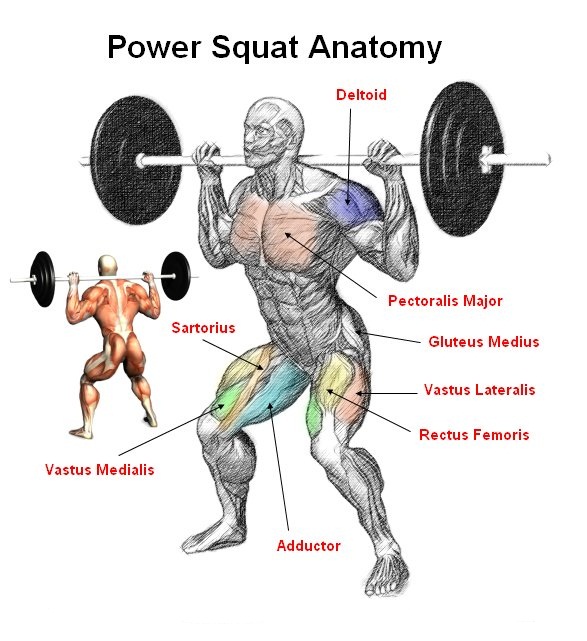 Power Squat Anatomy
Deltoid
Pectoralis Major
Sartorius
Gluteus Medius
Vastus Lateralis
Rectus Femoris
Vastus Medialis
Adductor